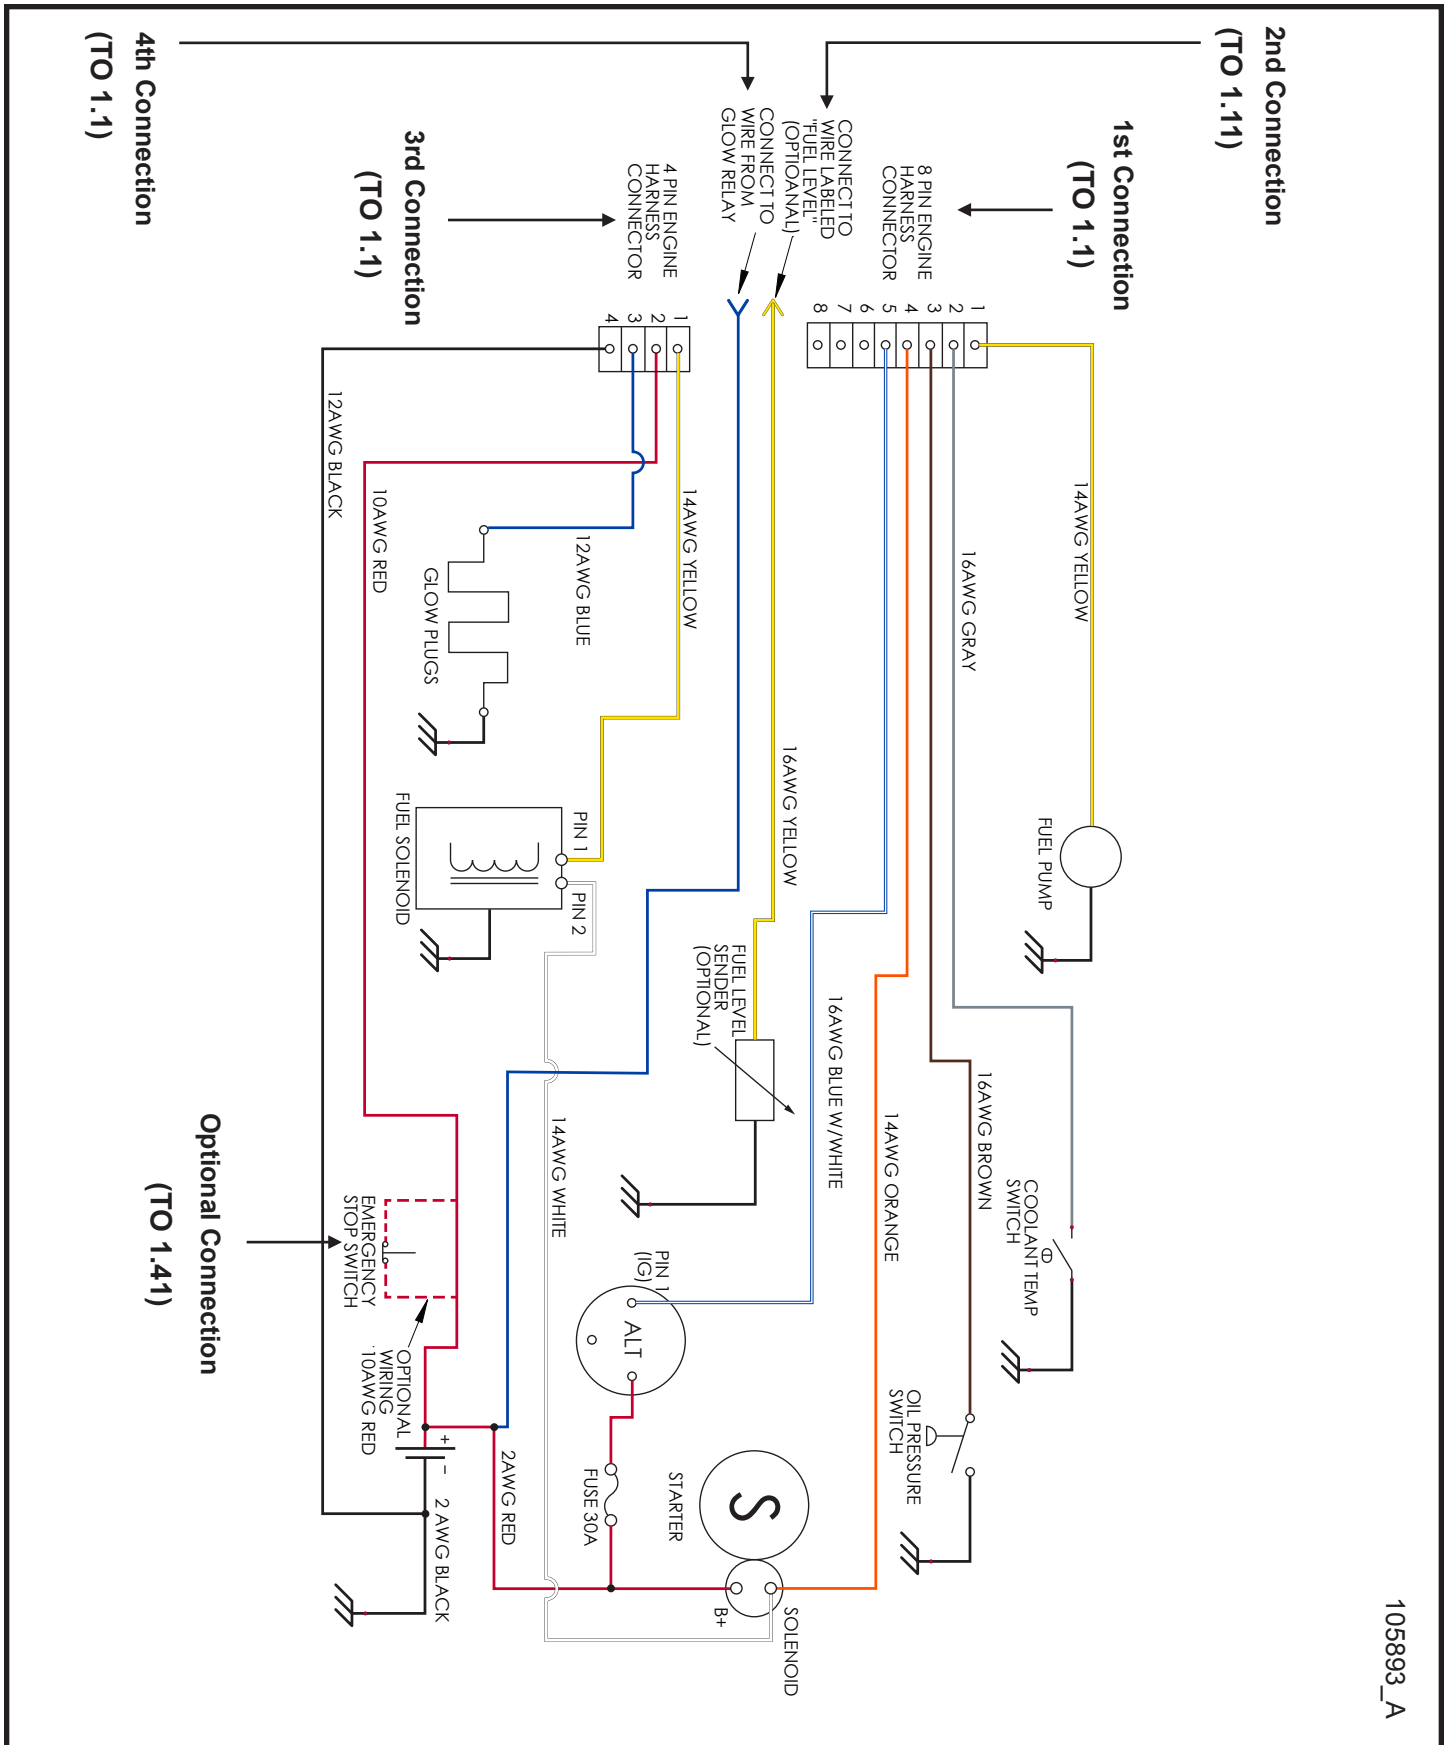 105893_A
2nd Connection
(TO 1.11)
1st Connection
(TO 1.1)
4th Connection
(TO 1.1)
3rd Connection
(TO 1.1)
CONNECT TO
WIRE LABELED
"FUEL LEVEL"
(OPTIOANAL)
CONNECT TO
WIRE FROM
GLOW RELAY
8 PIN ENGINE
HARNESS
CONNECTOR
4 PIN ENGINE
HARNESS
CONNECTOR
1
2
3
4
5
6
7
8
1
2
3
4
14AWG YELLOW
16AWG GRAY
FUEL PUMP
16AWG BROWN
COOLANT TEMP
SWITCH
OIL PRESSURE
SWITCH
14AWG ORANGE
16AWG BLUE W/WHITE
16AWG YELLOW
FUEL LEVEL
SENDER
(OPTIONAL)
14AWG YELLOW
12AWG BLUE
GLOW PLUGS
10AWG RED
12AWG BLACK
PIN 1
PIN 2
FUEL SOLENOID
14AWG WHITE
PIN 1
(IG)
ALT
FUSE 30A
STARTER
S
SOLENOID
B+
2AWG RED
+
-
2 AWG BLACK
OPTIONAL
WIRING
10AWG RED
EMERGENCY
STOP SWITCH
Optional Connection
(TO 1.41)